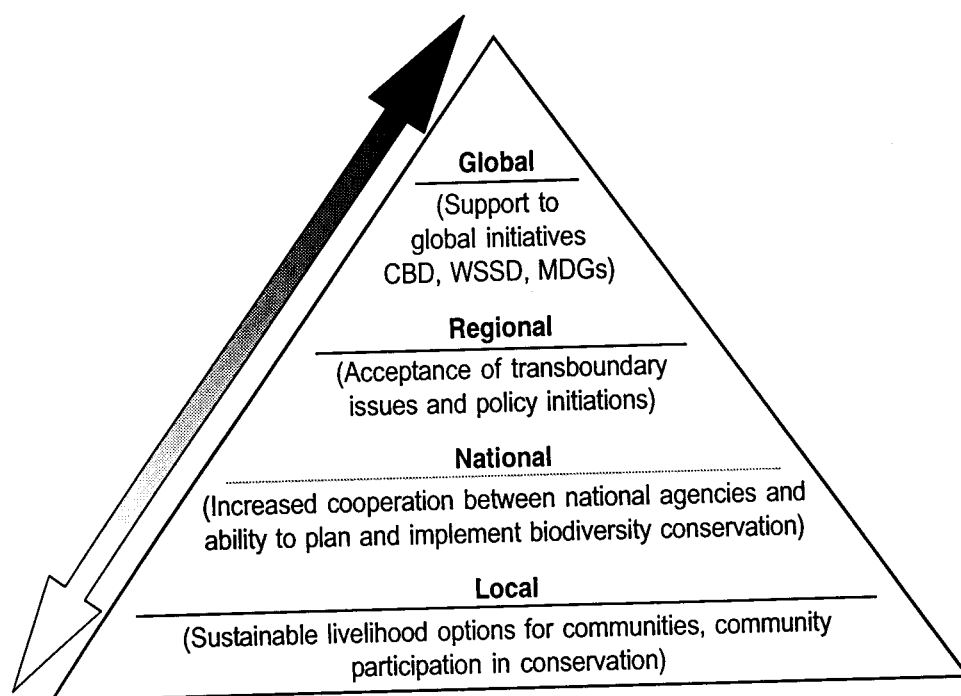 Global
(Support to
global initiatives
CBD, WSSD, MDGs)
Regional
(Acceptance of transboundary
issues and policy initiations)
National
(Increased cooperation between national agencies and
ability to plan and implement biodiversity conservation)
Local
(Sustainable livelihood options for communities, community
participation in conservation)